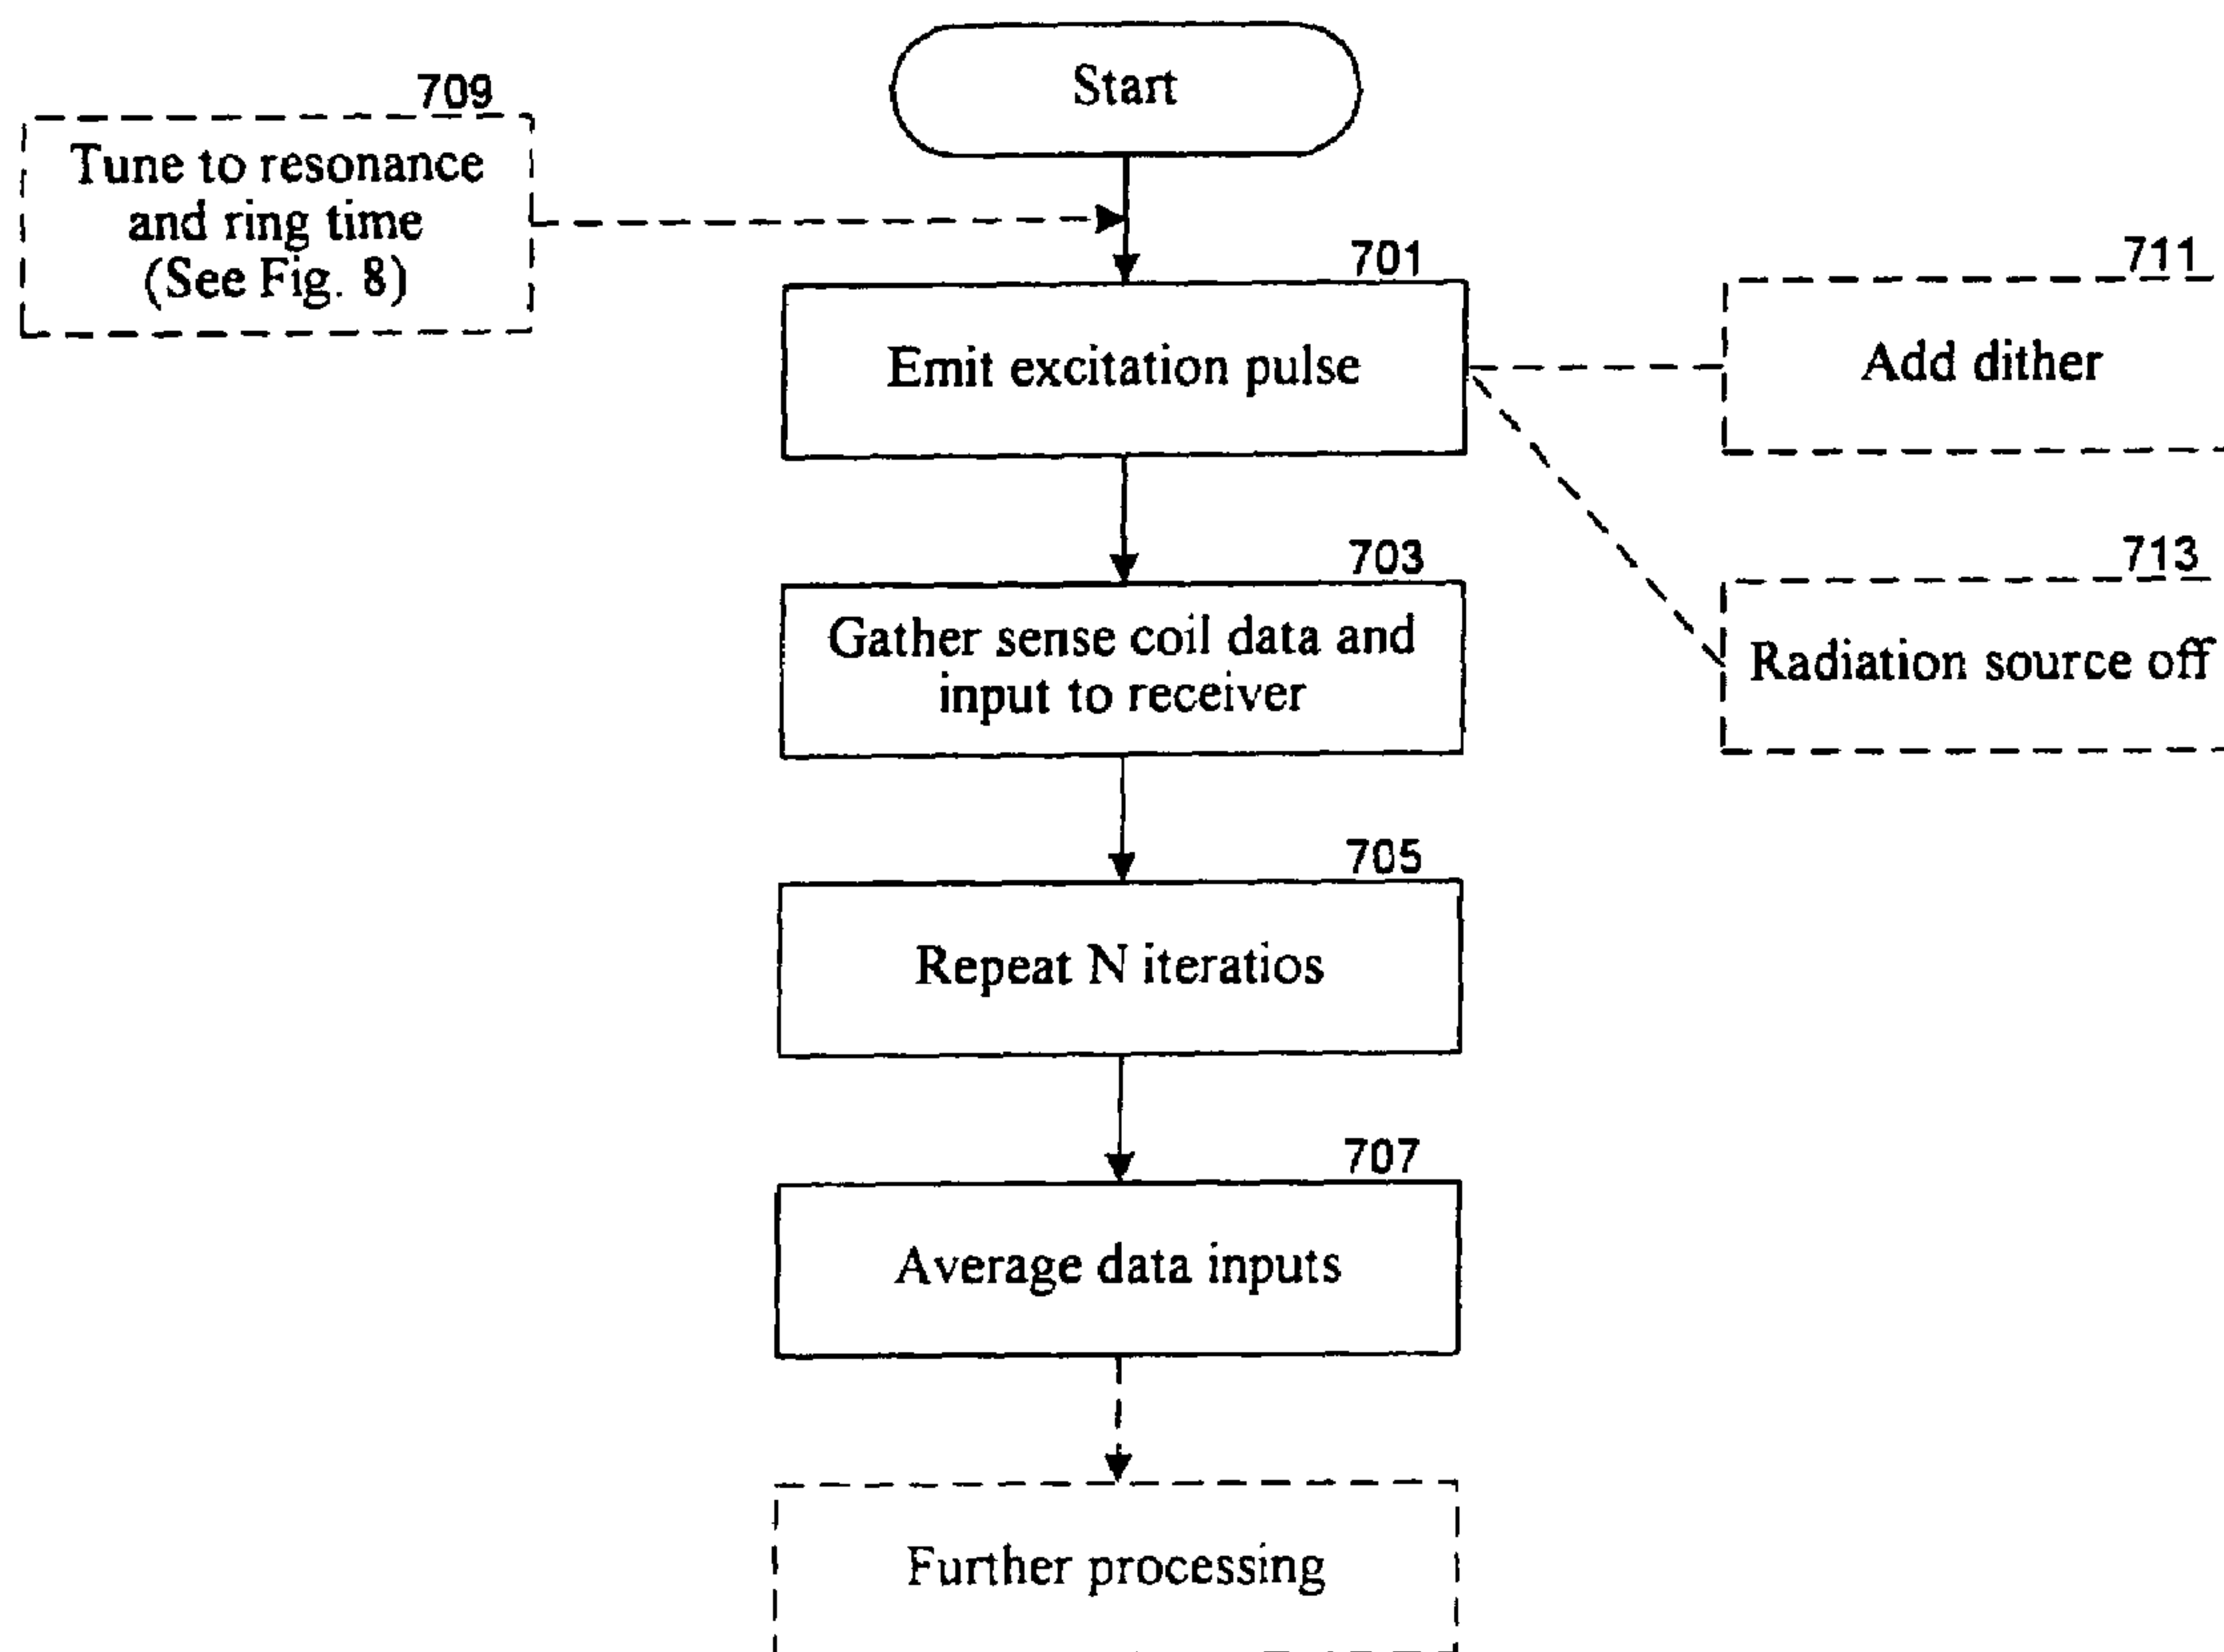 Start
709
Tune to resonance
and ring time
(See Fig. 8)
701
Emit excitation pulse
711
Add dither
703
Gather sense coil data and
input to receiver
713
Radiation source off
705
Repeat N iteratios
707
Average data inputs
Further processing